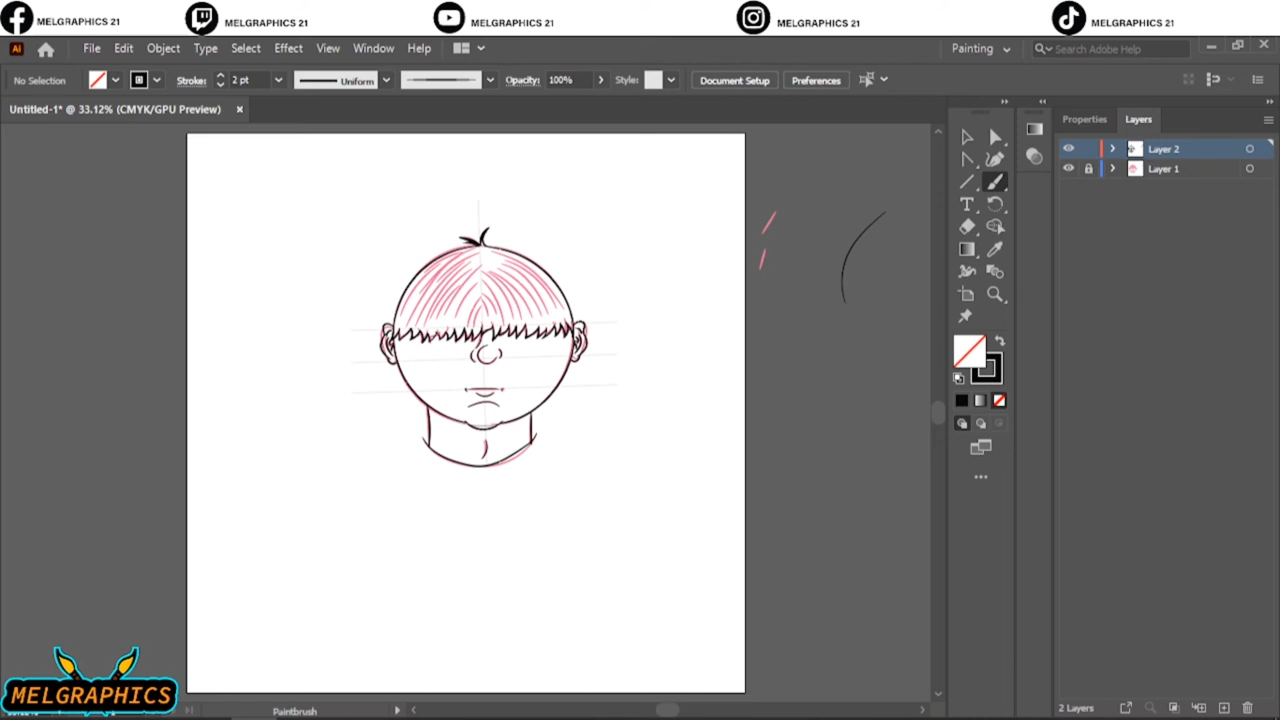 MELGRAPHICS 21
MELGRAPHICS 21
MELGRAPHICS 21
MELGRAPHICS 21
MELGRAPHICS 21
Ai File Edit Object Type Select Effect View Window Help Painting Search Adobe Help
No Selection Stroke: 2 pt Uniform Opacity: 100% Style: Document Setup Preferences
Untitled-1* @ 33.12% (CMYK/GPU Preview)
Properties Layers
Layer 2
Layer 1
MELGRAPHICS
Paintbrush
2 Layers